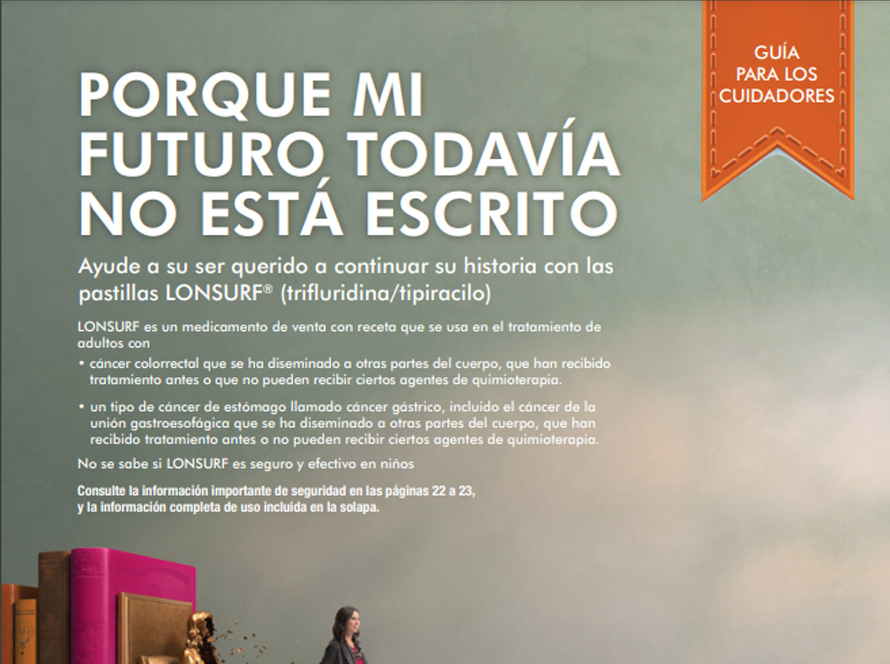 GUÍA
PARA LOS
CUIDADORES
PORQUE MI
FUTURO TODAVÍA
NO ESTÁ ESCRITO
Ayude a su ser querido a continuar su historia con las
pastillas LONSURF® (trifluridina/tipiracilo)
LONSURF es un medicamento de venta con receta que se usa en el tratamiento de
adultos con
• cáncer colorrectal que se ha diseminado a otras partes del cuerpo, que han recibido
tratamiento antes o que no pueden recibir ciertos agentes de quimioterapia.
• un tipo de cáncer de estómago llamado cáncer gástrico, incluido el cáncer de la
unión gastroesofágica que se ha diseminado a otras partes del cuerpo, que han
recibido tratamiento antes o no pueden recibir ciertos agentes de quimioterapia.
No se sabe si LONSURF es seguro y efectivo en niños
Consulte la información importante de seguridad en las páginas 22 a 23,
y la información completa de uso incluida en la solapa.